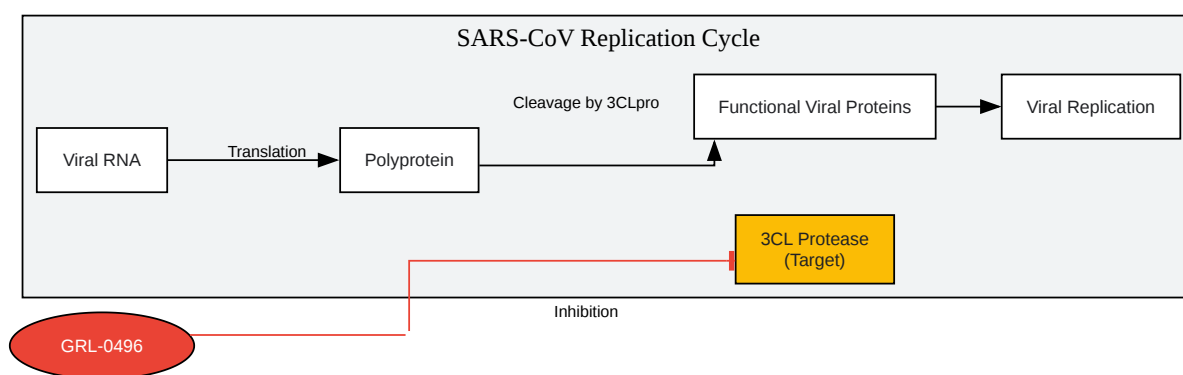 SARS-CoV Replication Cycle
Cleavage by 3CLpro
Functional Viral Proteins
Viral Replication
Viral RNA
Translation
Polyprotein
3CL Protease
(Target)
Inhibition
GRL-0496